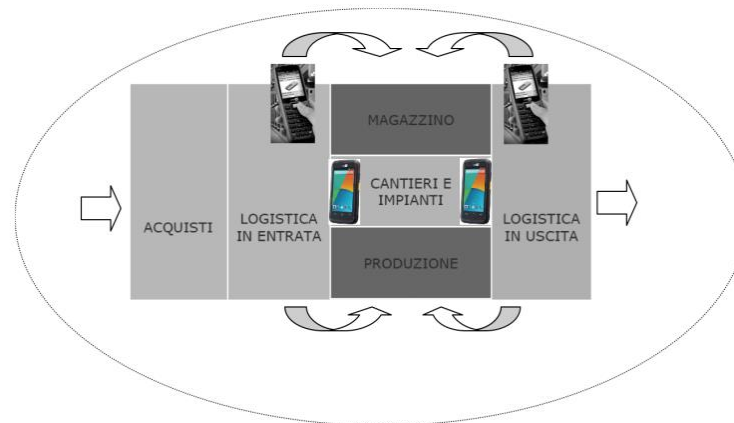 ACQUISTI
LOGISTICA
IN ENTRATA
MAGAZZINO
CANTIERI E
IMPIANTI
PRODUZIONE
LOGISTICA
IN USCITA